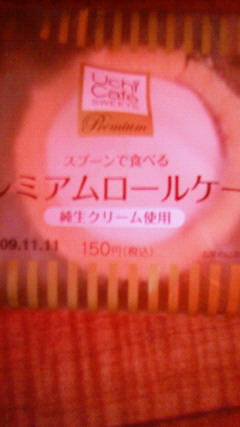 Uchi
Café
SWEETS
Premium
スプーンで食べる
レミアムロールケー
純生クリーム使用
09.11.11
150円(税込)